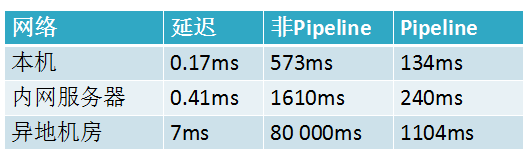 网络 延迟 非Pipeline Pipeline
本机 0.17ms 573ms 134ms
内网服务器 0.41ms 1610ms 240ms
异地机房 7ms 80 000ms 1104ms